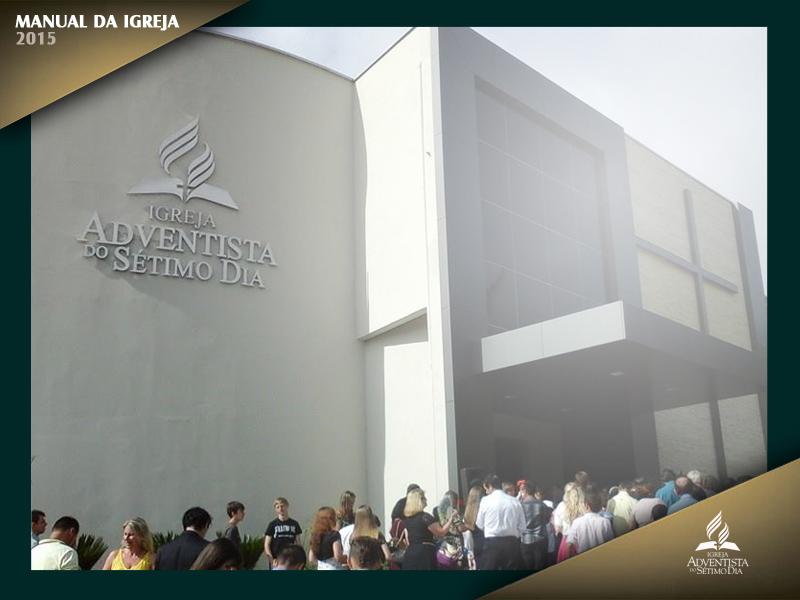 MANUAL DA IGREJA
2015
IGREJA
ADVENTISTA
DO SÉTIMO DIA
IGREJA
ADVENTISTA
DO SÉTIMO DIA